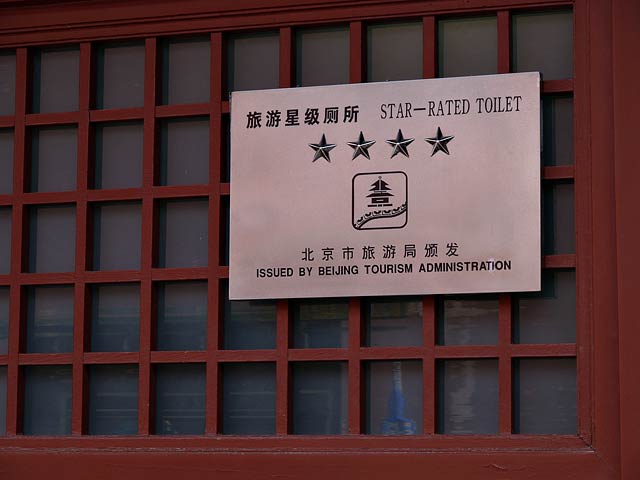 旅游星级厕所 STAR-RATED TOILET
北京市旅游局颁发
ISSUED BY BEIJING TOURISM ADMINISTRATION